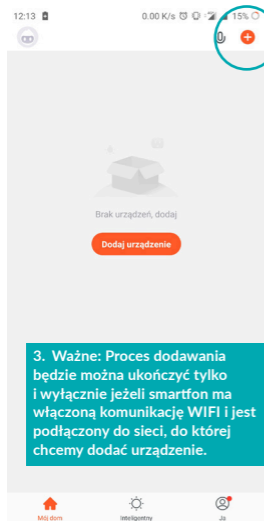 12:13
0.00 K/s
15%
Brak urządzeń, dodaj
Dodaj urządzenie
3. Ważne: Proces dodawania
będzie można ukończyć tylko
i wyłącznie jeżeli smartfon ma
włączoną komunikację WIFI i jest
podłączony do sieci, do której
chcemy dodać urządzenie.
Mój dom
Inteligentny
Ja